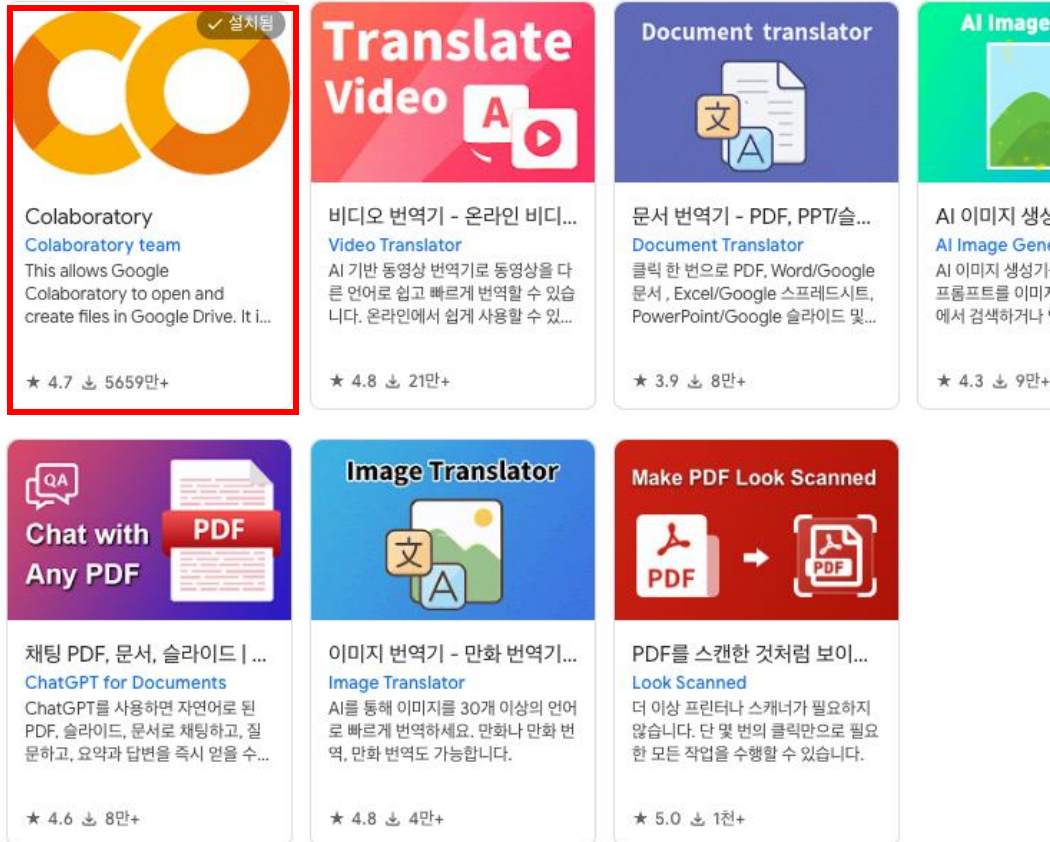 ✓ 설치됨
Colaboratory
Colaboratory team
This allows Google
Colaboratory to open and
create files in Google Drive. It i...
★ 4.7 5659만+
Translate
Video
A
비디오 번역기 - 온라인 비디...
Video Translator
AI 기반 동영상 번역기로 동영상을 다
른 언어로 쉽고 빠르게 번역할 수 있습
니다. 온라인에서 쉽게 사용할 수 있...
★ 4.8 21만+
Document translator
文
A
문서 번역기 - PDF, PPT/슬...
Document Translator
클릭 한 번으로 PDF, Word/Google
문서 , Excel/Google 스프레드시트,
PowerPoint/Google 슬라이드 및...
★ 3.9 8만+
AI Image
AI 이미지 생성
AI Image Gene
AI 이미지 생성기
프롬프트를 이미지
에서 검색하거나
★ 4.3 9만+
QA
Chat with
Any PDF
PDF
채팅 PDF, 문서, 슬라이드 | ...
ChatGPT for Documents
ChatGPT를 사용하면 자연어로 된
PDF, 슬라이드, 문서로 채팅하고, 질
문하고, 요약과 답변을 즉시 얻을 수...
★ 4.6 8만+
Image Translator
文
A
이미지 번역기 - 만화 번역기...
Image Translator
AI를 통해 이미지를 30개 이상의 언어
로 빠르게 번역하세요. 만화나 만화 번
역, 만화 번역도 가능합니다.
★ 4.8 4만+
Make PDF Look Scanned
PDF
PDF
PDF를 스캔한 것처럼 보이...
Look Scanned
더 이상 프린터나 스캐너가 필요하지
않습니다. 단 몇 번의 클릭만으로 필요
한 모든 작업을 수행할 수 있습니다.
★ 5.0 1천+